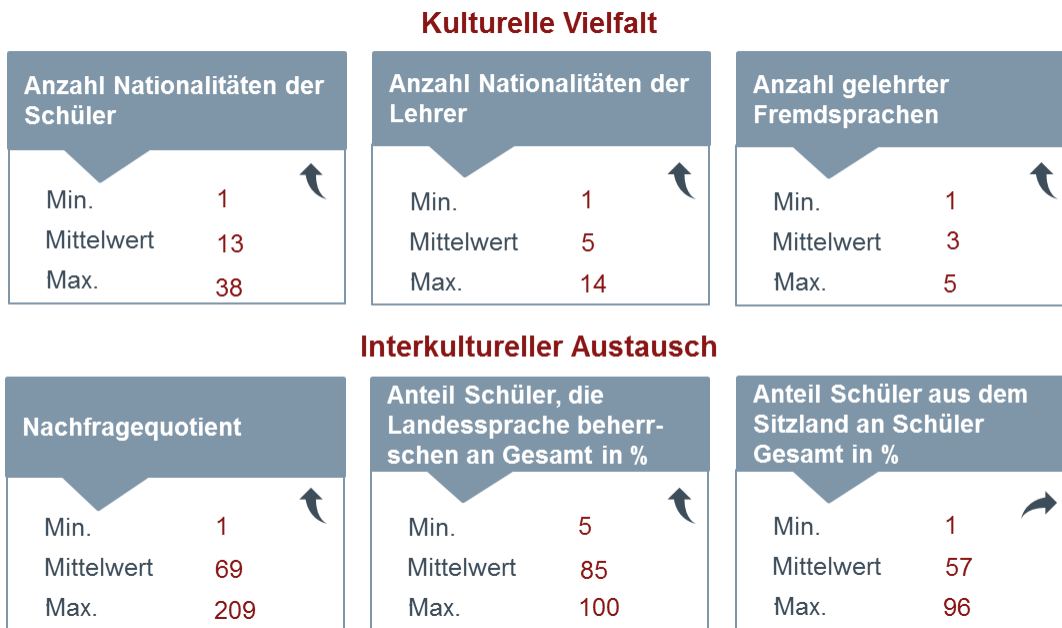 Kulturelle Vielfalt
Anzahl Nationalitäten der
Schüler
Min. 1
Mittelwert 13
Max. 38
Anzahl Nationalitäten der
Lehrer
Min. 1
Mittelwert 5
Max. 14
Anzahl gelehrter
Fremdsprachen
Min. 1
Mittelwert 3
Max. 5
Interkultureller Austausch
Nachfragequotient
Min. 1
Mittelwert 69
Max. 209
Anteil Schüler, die
Landessprache beherr-
schen an Gesamt in %
Min. 5
Mittelwert 85
Max. 100
Anteil Schüler aus dem
Sitzland an Schüler
Gesamt in %
Min. 1
Mittelwert 57
Max. 96